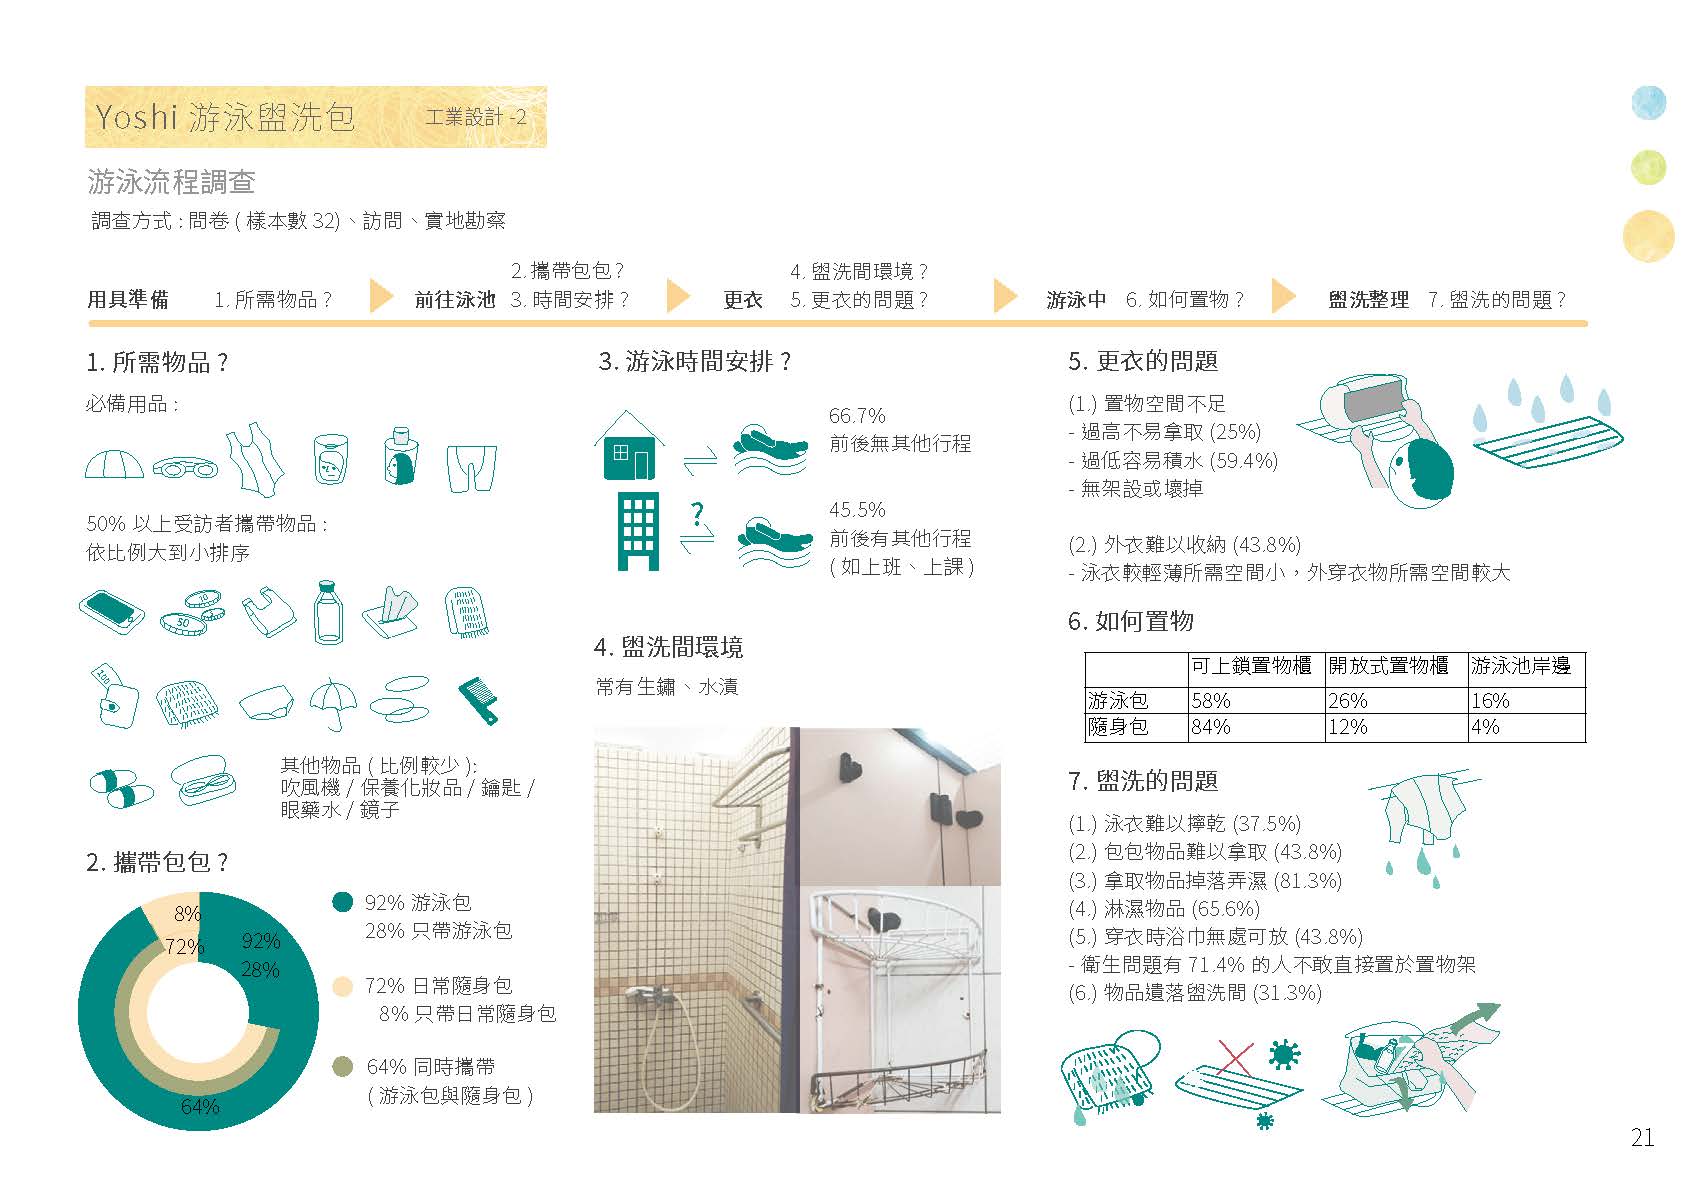 Yoshi 游泳盥洗包 工業設計 -2
游泳流程調查
調查方式 : 問卷 ( 樣本數 32)、訪問、實地勘察
用具準備 1. 所需物品 ?
前往泳池
2. 攜帶包包 ?
3. 時間安排 ?
更衣
4. 盥洗間環境 ?
5. 更衣的問題 ?
游泳中 6. 如何置物 ?
盥洗整理 7. 盥洗的問題 ?
1. 所需物品 ?
必備用品 :
50% 以上受訪者攜帶物品 :
依比例大到小排序
10
50
100
其他物品 ( 比例較少 ):
吹風機 / 保養化妝品 / 鑰匙 /
眼藥水 / 鏡子
2. 攜帶包包 ?
8%
72%
92%
28%
64%
92% 游泳包
28% 只帶游泳包
72% 日常隨身包
8% 只帶日常隨身包
64% 同時攜帶
( 游泳包與隨身包 )
3. 游泳時間安排 ?
66.7%
前後無其他行程
?
45.5%
前後有其他行程
( 如上班、上課 )
4. 盥洗間環境
常有生鏽、水漬
5. 更衣的問題
(1.) 置物空間不足
- 過高不易拿取 (25%)
- 過低容易積水 (59.4%)
- 無架設或壞掉
(2.) 外衣難以收納 (43.8%)
- 泳衣較輕薄所需空間小，外穿衣物所需空間較大
6. 如何置物
可上鎖置物櫃 開放式置物櫃 游泳池岸邊
游泳包 58% 26% 16%
隨身包 84% 12% 4%
7. 盥洗的問題
(1.) 泳衣難以擰乾 (37.5%)
(2.) 包包物品難以拿取 (43.8%)
(3.) 拿取物品掉落弄濕 (81.3%)
(4.) 淋濕物品 (65.6%)
(5.) 穿衣時浴巾無處可放 (43.8%)
- 衛生問題有 71.4% 的人不敢直接置於置物架
(6.) 物品遺落盥洗間 (31.3%)
21